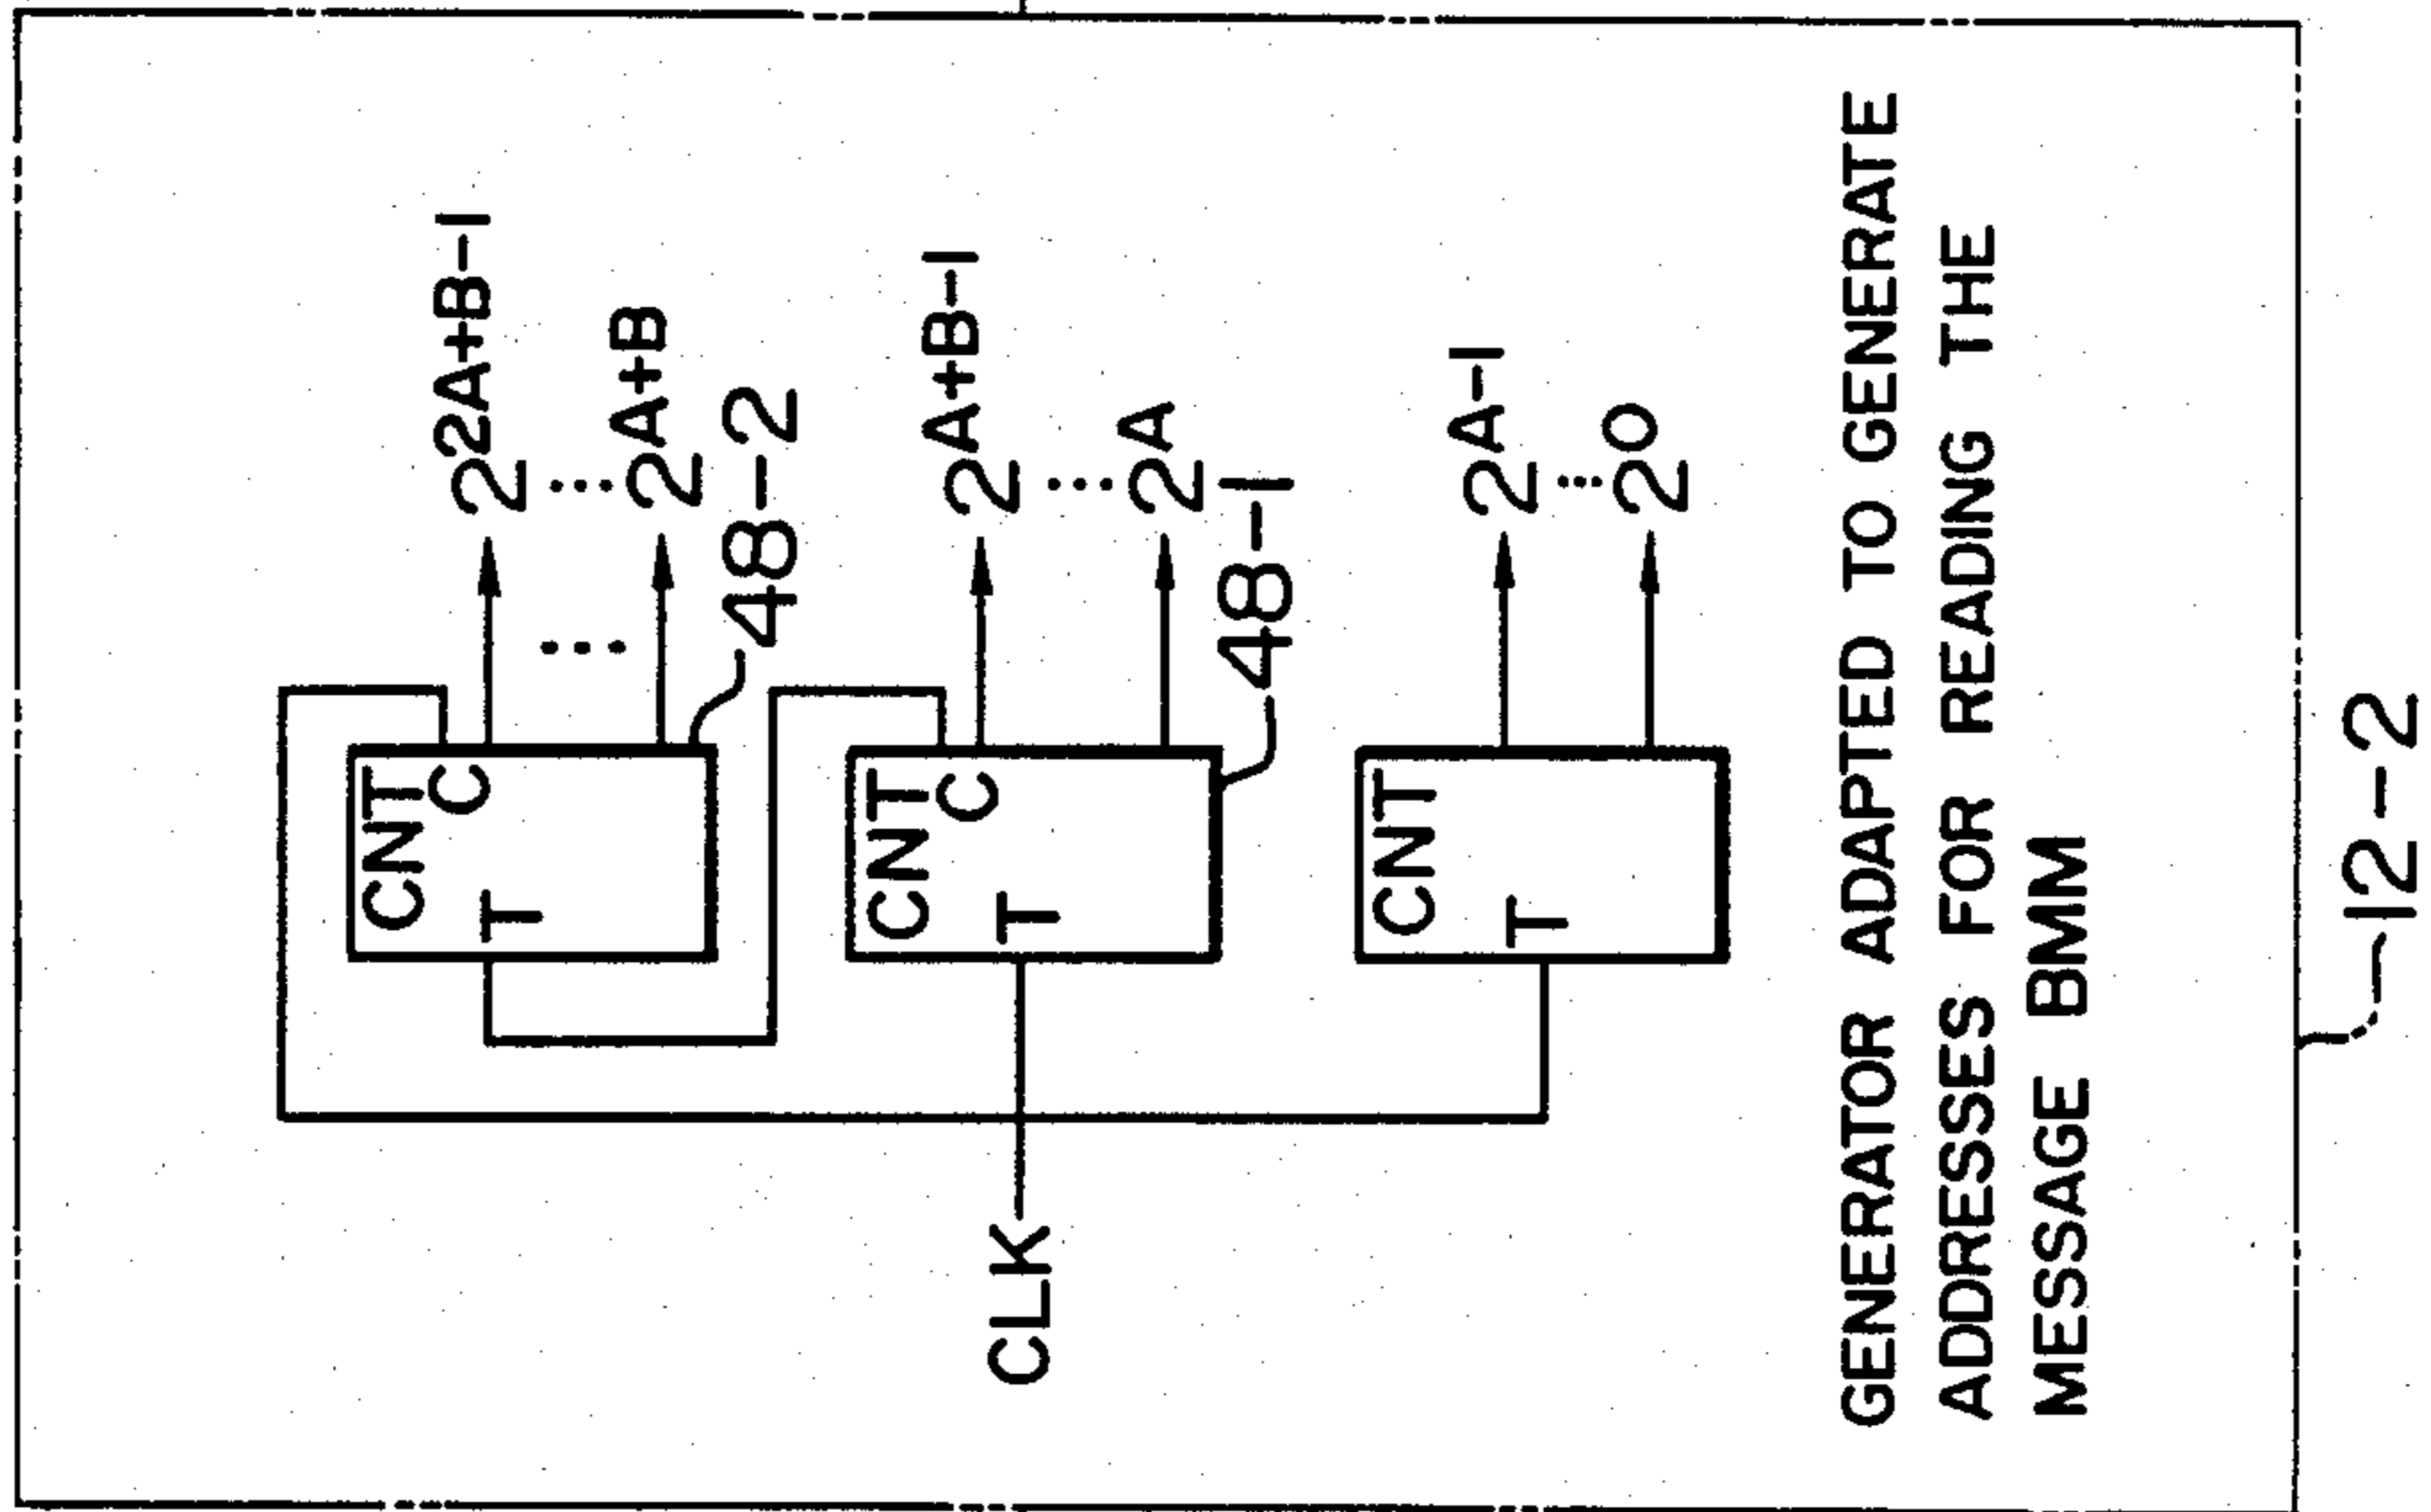 CNT
C
T
2^2A+B-1
...
2^A+B
48-2
CNT
C
T
2^A+B-1
...
2^A
48-1
CLK
CNT
T
2^A-1
...
2^0
GENERATOR ADAPTED TO GENERATE
ADDRESSES FOR READING THE
MESSAGE BMM
12-2